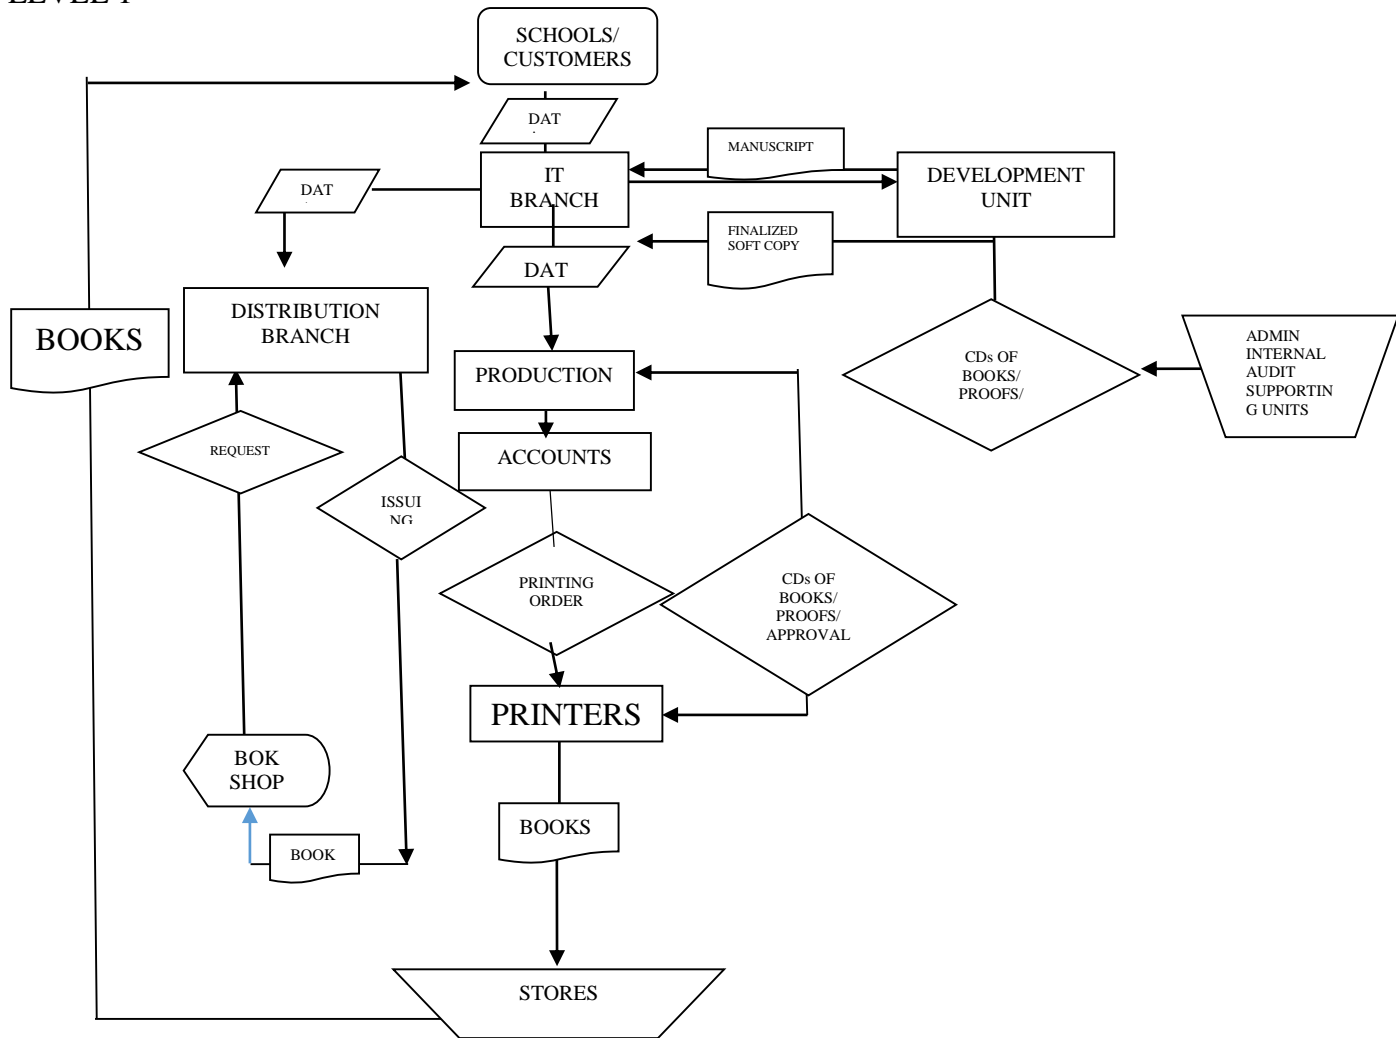 LEVEL 1
SCHOOLS/
CUSTOMERS
DAT
MANUSCRIPT
IT
BRANCH
DEVELOPMENT
UNIT
DAT
FINALIZED
SOFT COPY
DAT
BOOKS
DISTRIBUTION
BRANCH
PRODUCTION
CDs OF
BOOKS/
PROOFS/
ADMIN
INTERNAL
AUDIT
SUPPORTIN
G UNITS
REQUEST
ACCOUNTS
ISSUI
NG
PRINTING
ORDER
CDs OF
BOOKS/
PROOFS/
APPROVAL
PRINTERS
BOK
SHOP
BOOKS
BOOK
STORES